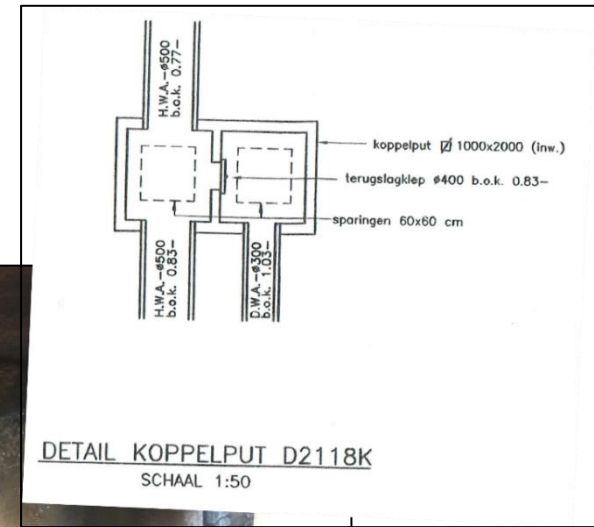 H.W.A.-ø500
b.o.k. 0.77-
koppelput ⌀ 1000x2000 (inw.)
terugslagklep ø400 b.o.k. 0.83-
sparingen 60x60 cm
H.W.A.-ø500
b.o.k. 0.83-
D.W.A.-ø300
b.o.k. 1.03-
DETAIL KOPPELPUT D2118K
SCHAAL 1:50